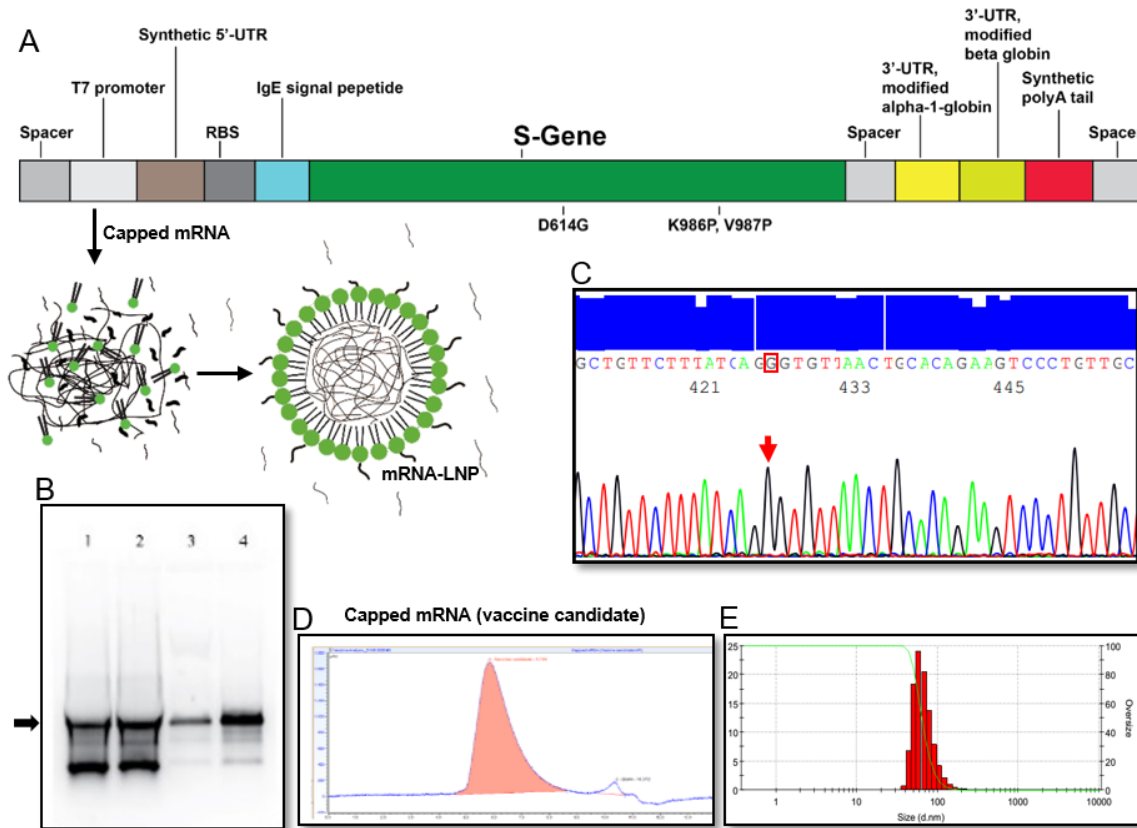 A
Synthetic 5'-UTR
3'-UTR,
modified
beta globin
T7 promoter
IgE signal pepetide
3'-UTR,
modified
alpha-1-globin
Synthetic
polyA tail
Spacer
RBS
S-Gene
Spacer
Spacer
D614G
K986P, V987P
Capped mRNA
mRNA-LNP
B
1 2 3 4
C
GCTGTTCTTTATCAGGGTGTTAACTGCACAGAAGTCCCTGTTGC
421 433 445
D
Capped mRNA (vaccine candidate)
E
25 100
20 80
15 60
10 40
5 20
0 0
Oversize
1 10 100 1000 10000
Size (d.nm)